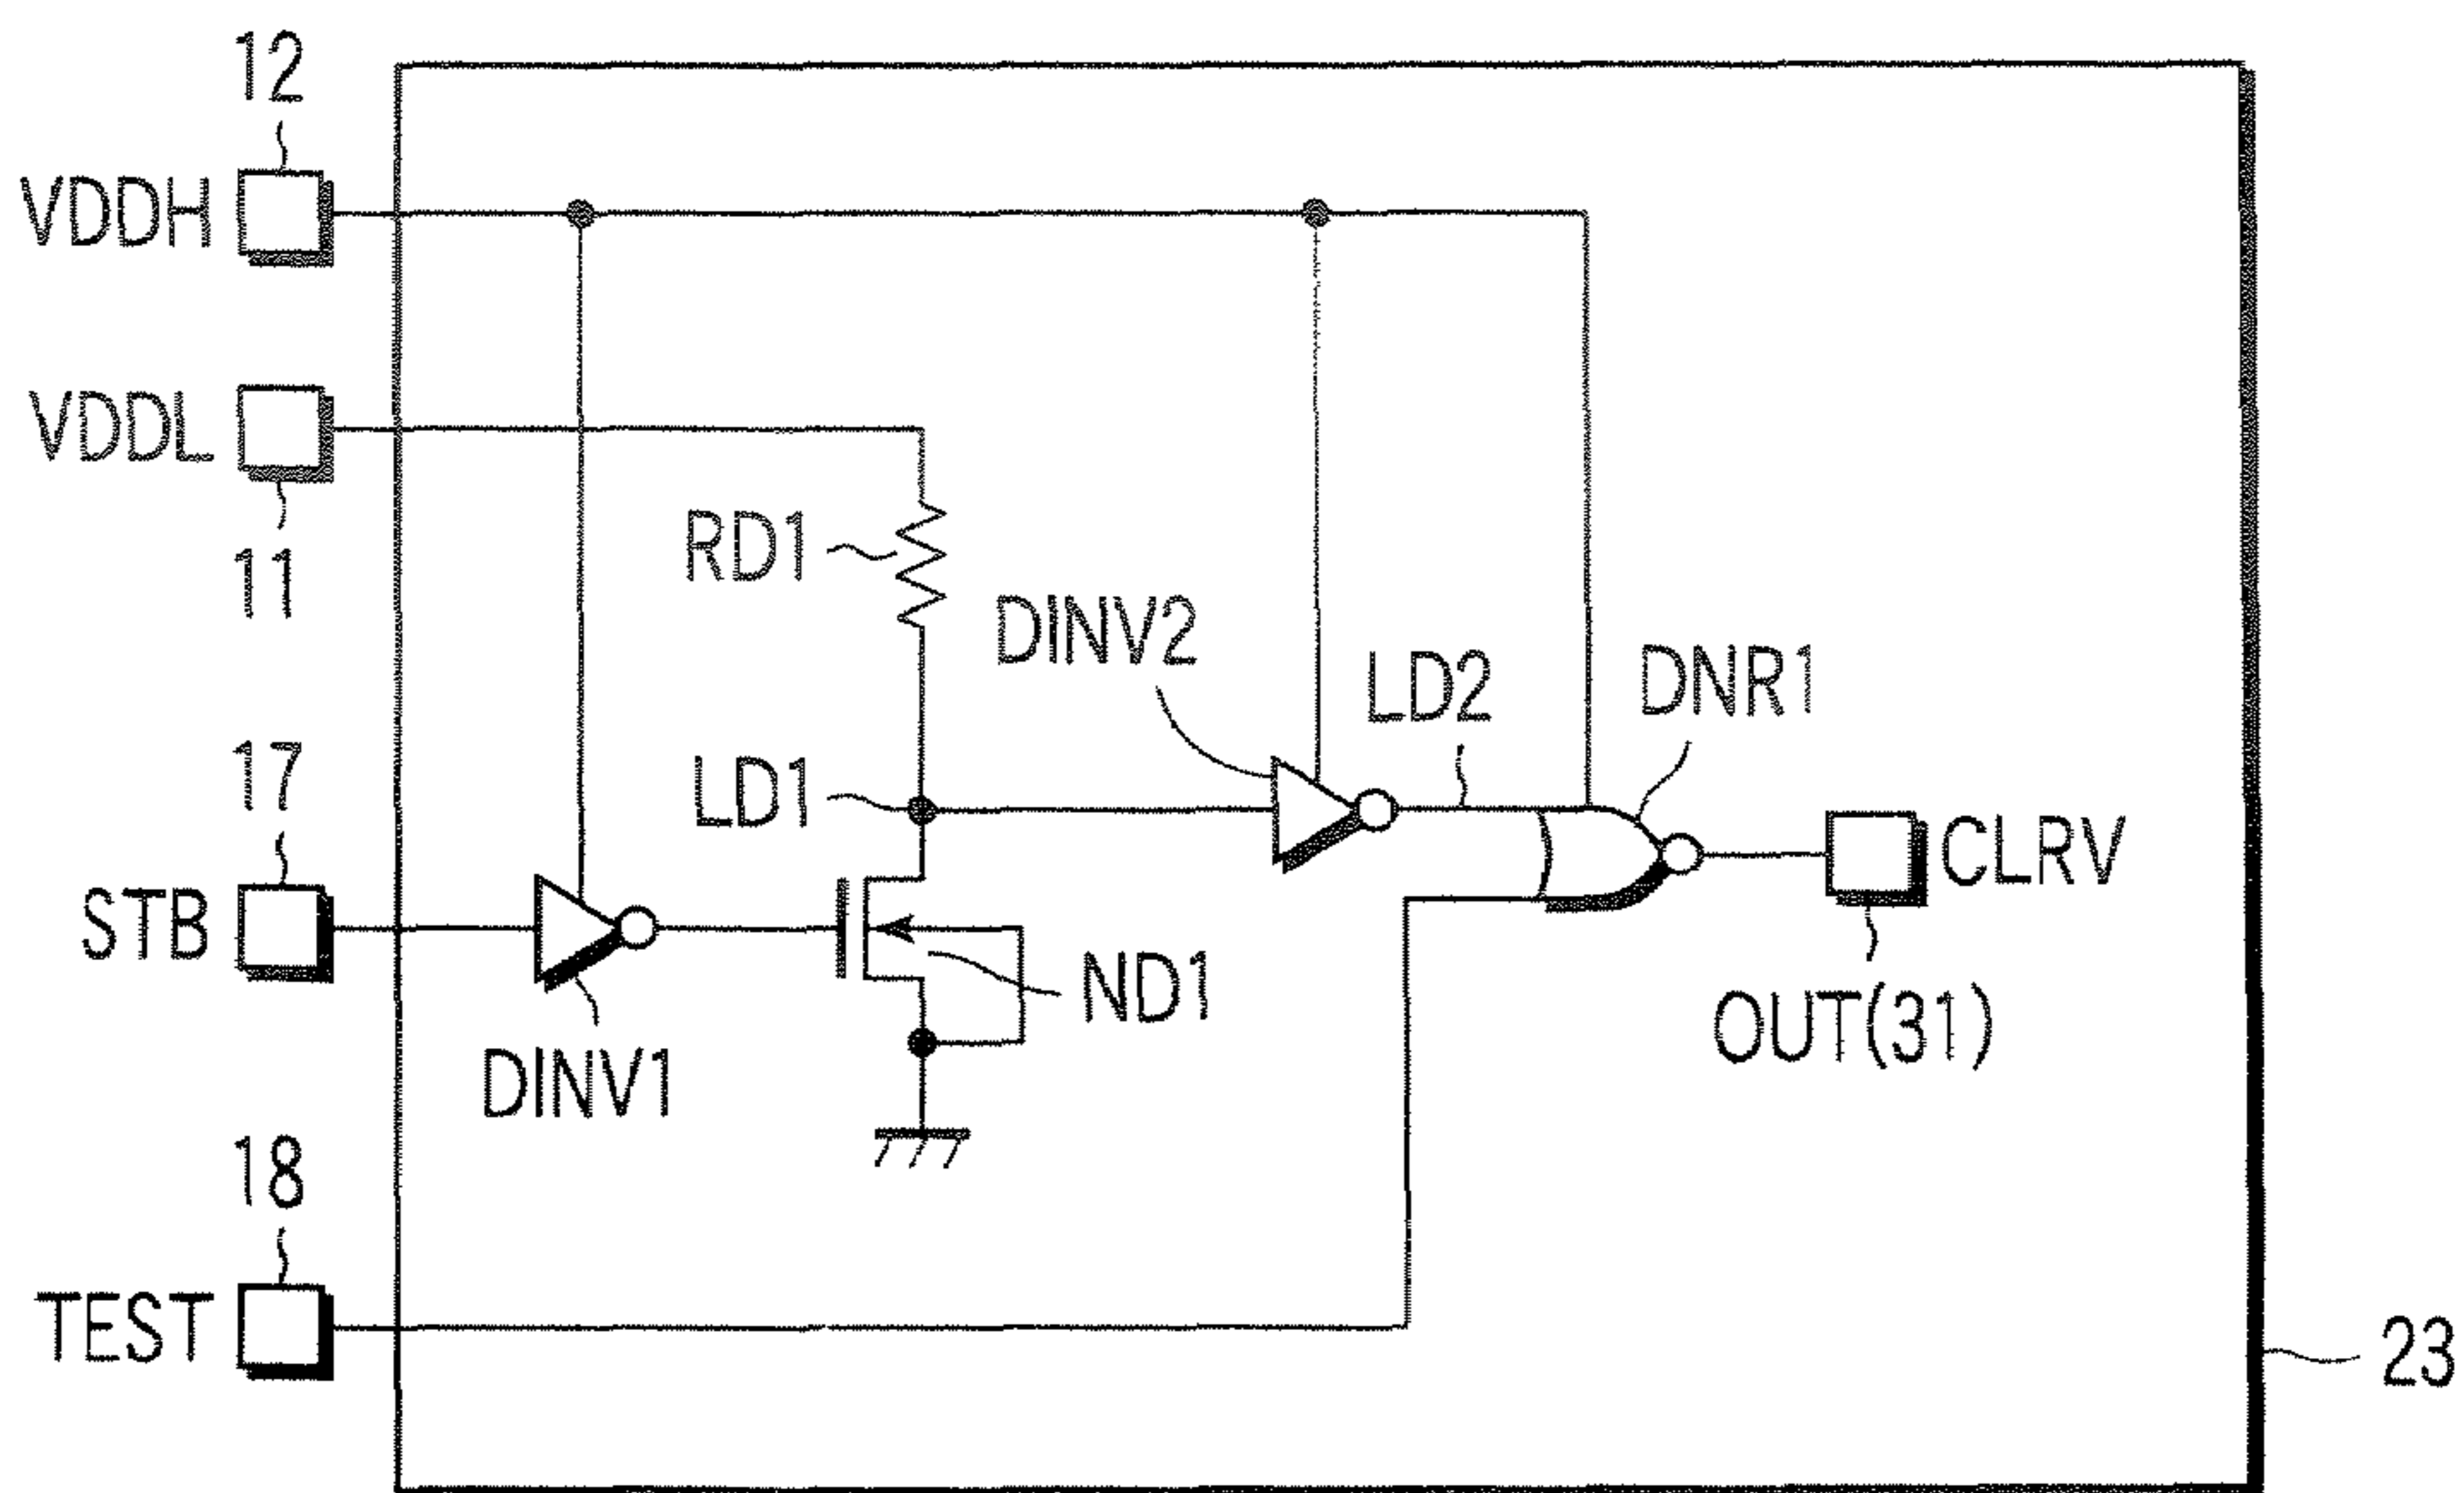 12
VDDH
VDDL
11
RD1
DINV2
LD2
DNR1
17
LD1
STB
CLRV
ND1
OUT(31)
DINV1
18
TEST
23